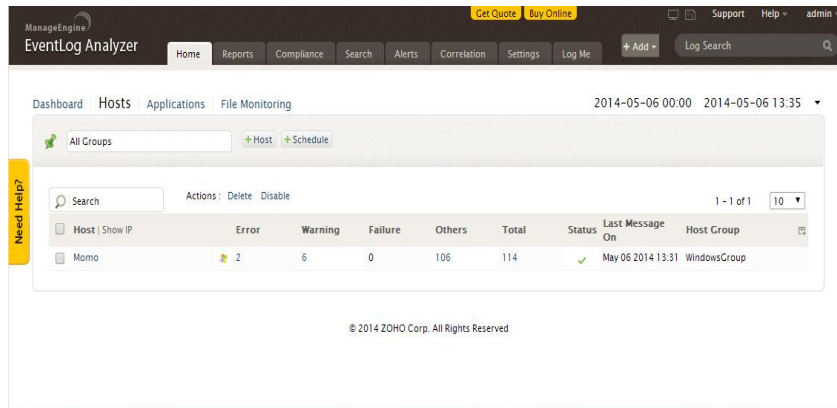 ManageEngine
EventLog Analyzer
Get Quote Buy Online Support Help admin
Home Reports Compliance Search Alerts Correlation Settings Log Me + Add Log Search
Dashboard Hosts Applications File Monitoring 2014-05-06 00:00 2014-05-06 13:35
All Groups + Host + Schedule
Need Help?
Search Actions : Delete Disable 1 - 1 of 1 10
Host | Show IP Error Warning Failure Others Total Status Last Message On Host Group
Momo 2 6 0 106 114 May 06 2014 13:31 WindowsGroup
© 2014 ZOHO Corp. All Rights Reserved